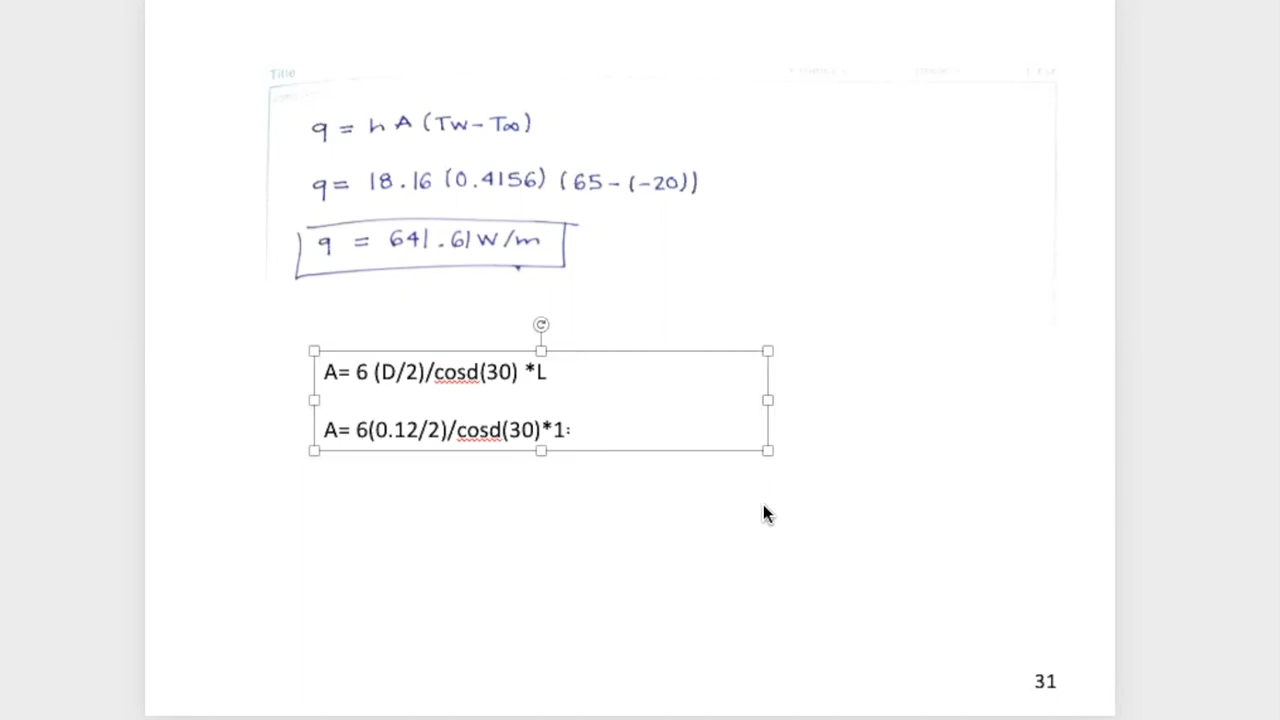 Title
q = h A (Tw - T∞)
q = 18.16 (0.4156) (65 - (-20))
q = 641.61 W/m
A= 6 (D/2)/cosd(30) *L
A= 6(0.12/2)/cosd(30)*1:
31